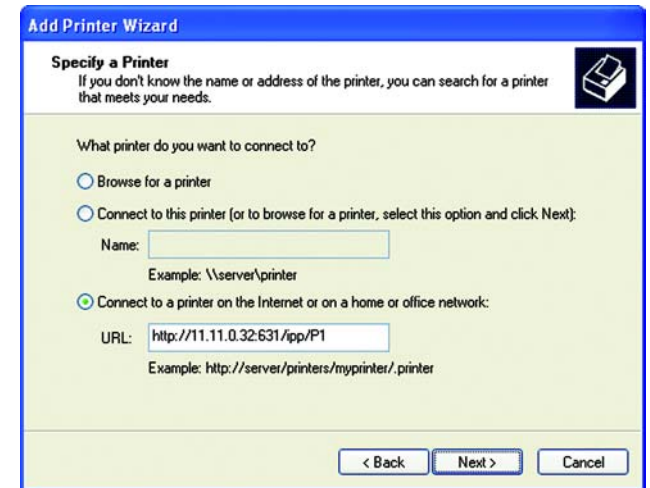 Add Printer Wizard
Specify a Printer
If you don't know the name or address of the printer, you can search for a printer
that meets your needs.
What printer do you want to connect to?
Browse for a printer
Connect to this printer (or to browse for a printer, select this option and click Next):
Name:
Example: \\server\printer
Connect to a printer on the Internet or on a home or office network:
URL: http://11.11.0.32:631/ipp/P1
Example: http://server/printers/myprinter/.printer
< Back Next > Cancel